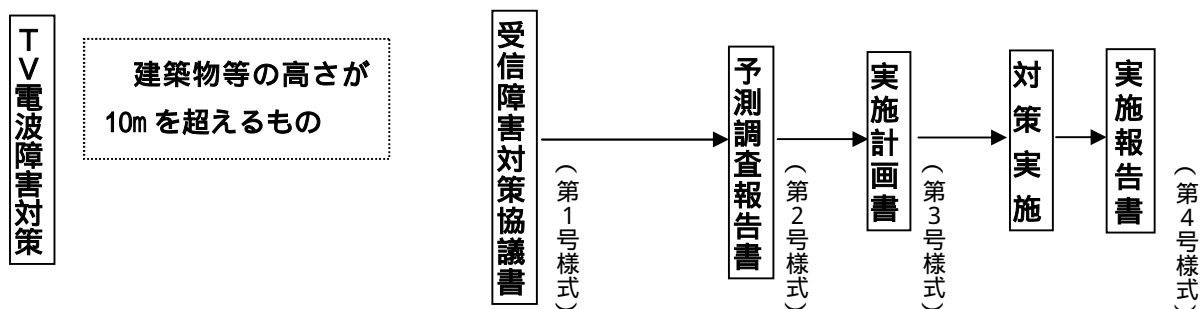 TV電波障害対策
建築物等の高さが
10mを超えるもの
受信障害対策協議書
(第1号様式)
予測調査報告書
(第2号様式)
実施計画書
(第3号様式)
対策実施
実施報告書
(第4号様式)